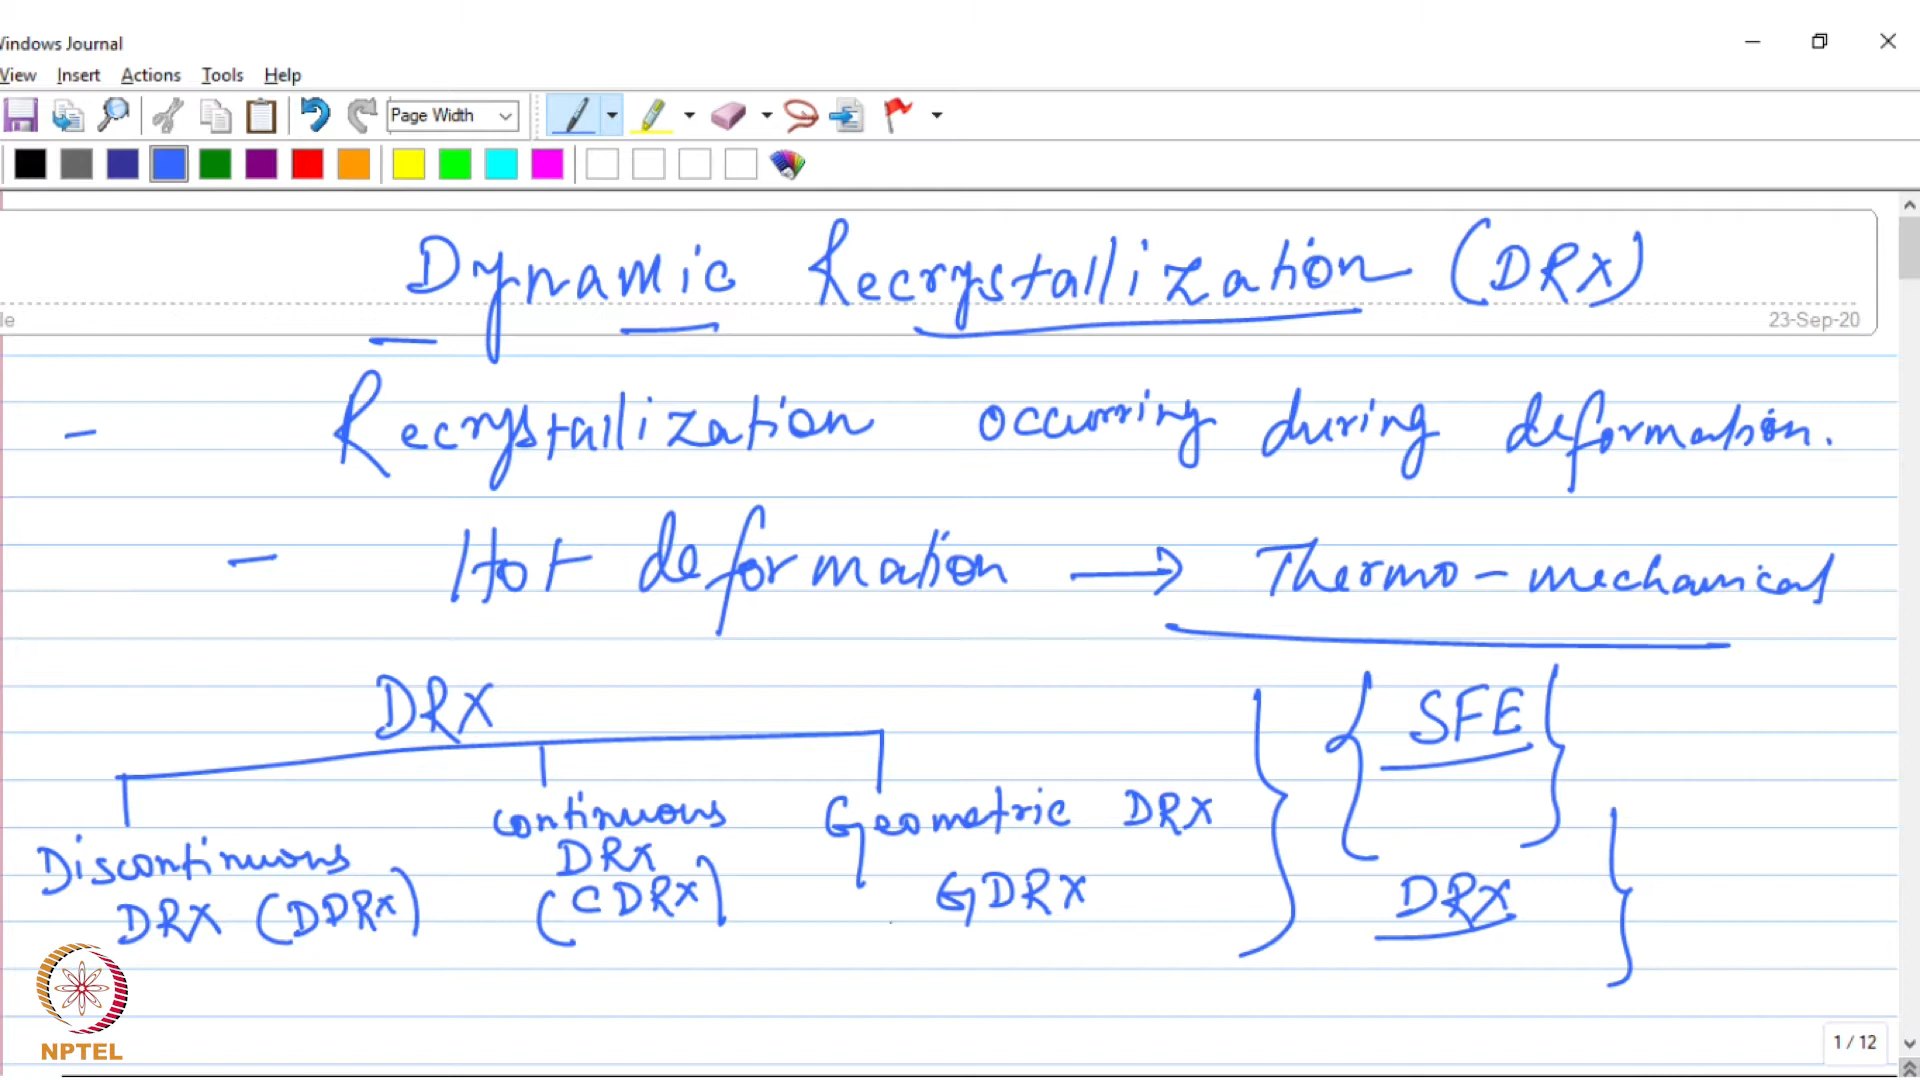 Windows Journal
View Insert Actions Tools Help
Page Width
Dynamic Recrystallization (DRX)
23-Sep-20
- Recrystallization occurring during deformation.
- Hot deformation → Thermo-mechanical
DRX
SFE
Discontinuous DRX (DDRX)
Continuous DRX (CDRX)
Geometric DRX
GDRX
DRX
NPTEL
1 / 12